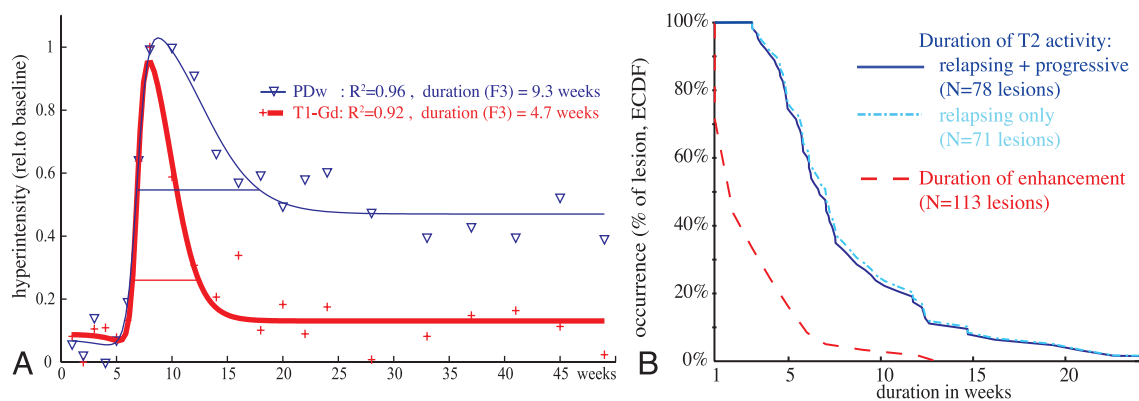 hyperintensity (rel.to baseline)
1
0.8
0.6
0.4
0.2
0
0 5 10 15 20 25 30 35 40 45 weeks
PDw : R²=0.96 , duration (F3) = 9.3 weeks
T1-Gd: R²=0.92 , duration (F3) = 4.7 weeks
A
occurrence (% of lesion, ECDF)
100%
80%
60%
40%
20%
0%
1 5 10 15 20
duration in weeks
Duration of T2 activity:
relapsing + progressive
(N=78 lesions)
relapsing only
(N=71 lesions)
Duration of enhancement
(N=113 lesions)
B